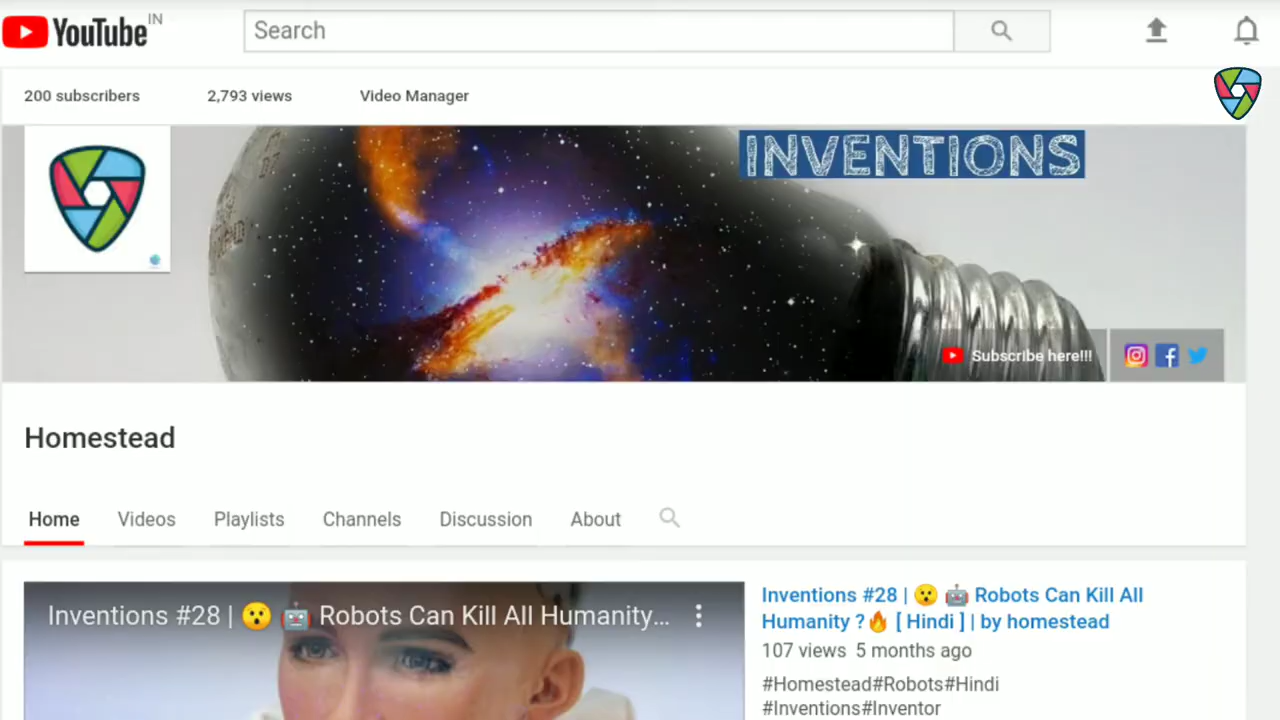 YouTube IN
Search
200 subscribers 2,793 views Video Manager
INVENTIONS
Subscribe here!!!
Homestead
Home Videos Playlists Channels Discussion About
Inventions #28 | 😮 🤖 Robots Can Kill All Humanity...
Inventions #28 | 😮 🤖 Robots Can Kill All
Humanity ?🔥 [ Hindi ] | by homestead
107 views 5 months ago
#Homestead#Robots#Hindi
#Inventions#Inventor